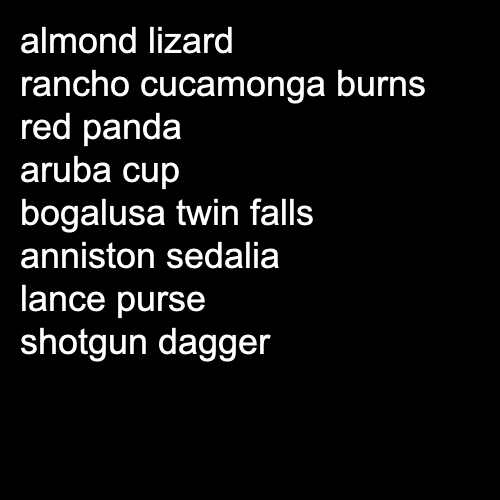 almond lizard
rancho cucamonga burns
red panda
aruba cup
bogalusa twin falls
anniston sedalia
lance purse
shotgun dagger